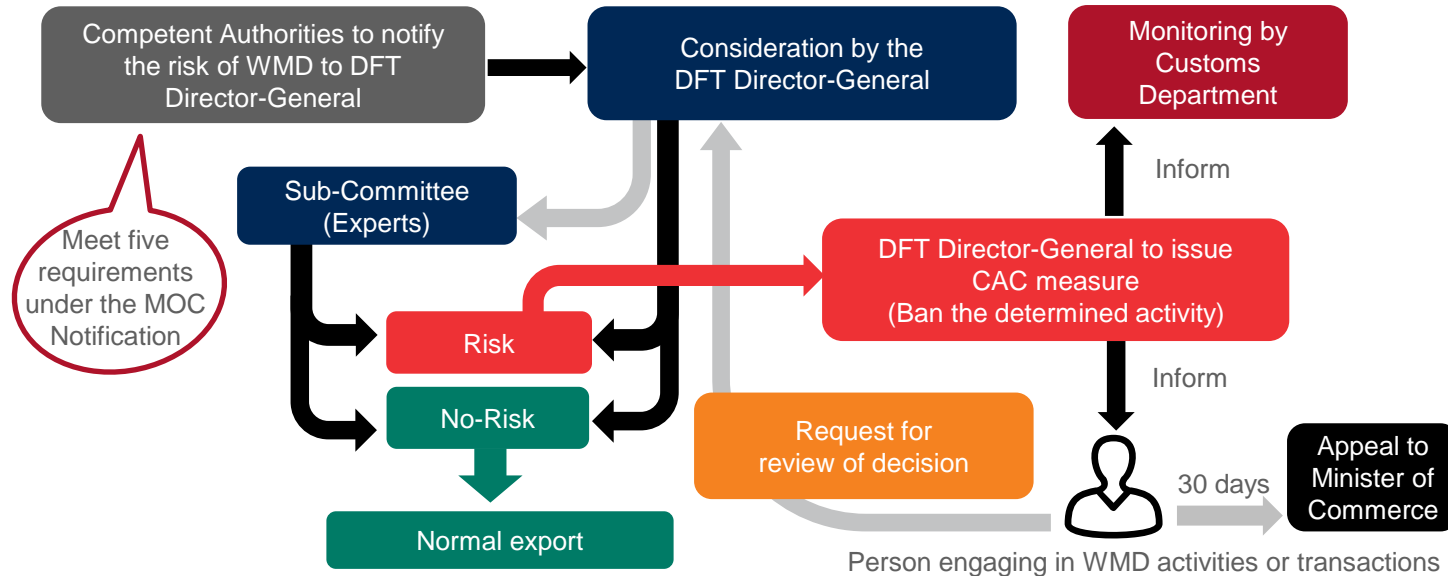 Competent Authorities to notify
the risk of WMD to DFT
Director-General
Consideration by the
DFT Director-General
Monitoring by
Customs
Department
Inform
Sub-Committee
(Experts)
Meet five
requirements
under the MOC
Notification
DFT Director-General to issue
CAC measure
(Ban the determined activity)
Risk
Inform
No-Risk
Request for
review of decision
Appeal to
Minister of
Commerce
30 days
Normal export
Person engaging in WMD activities or transactions